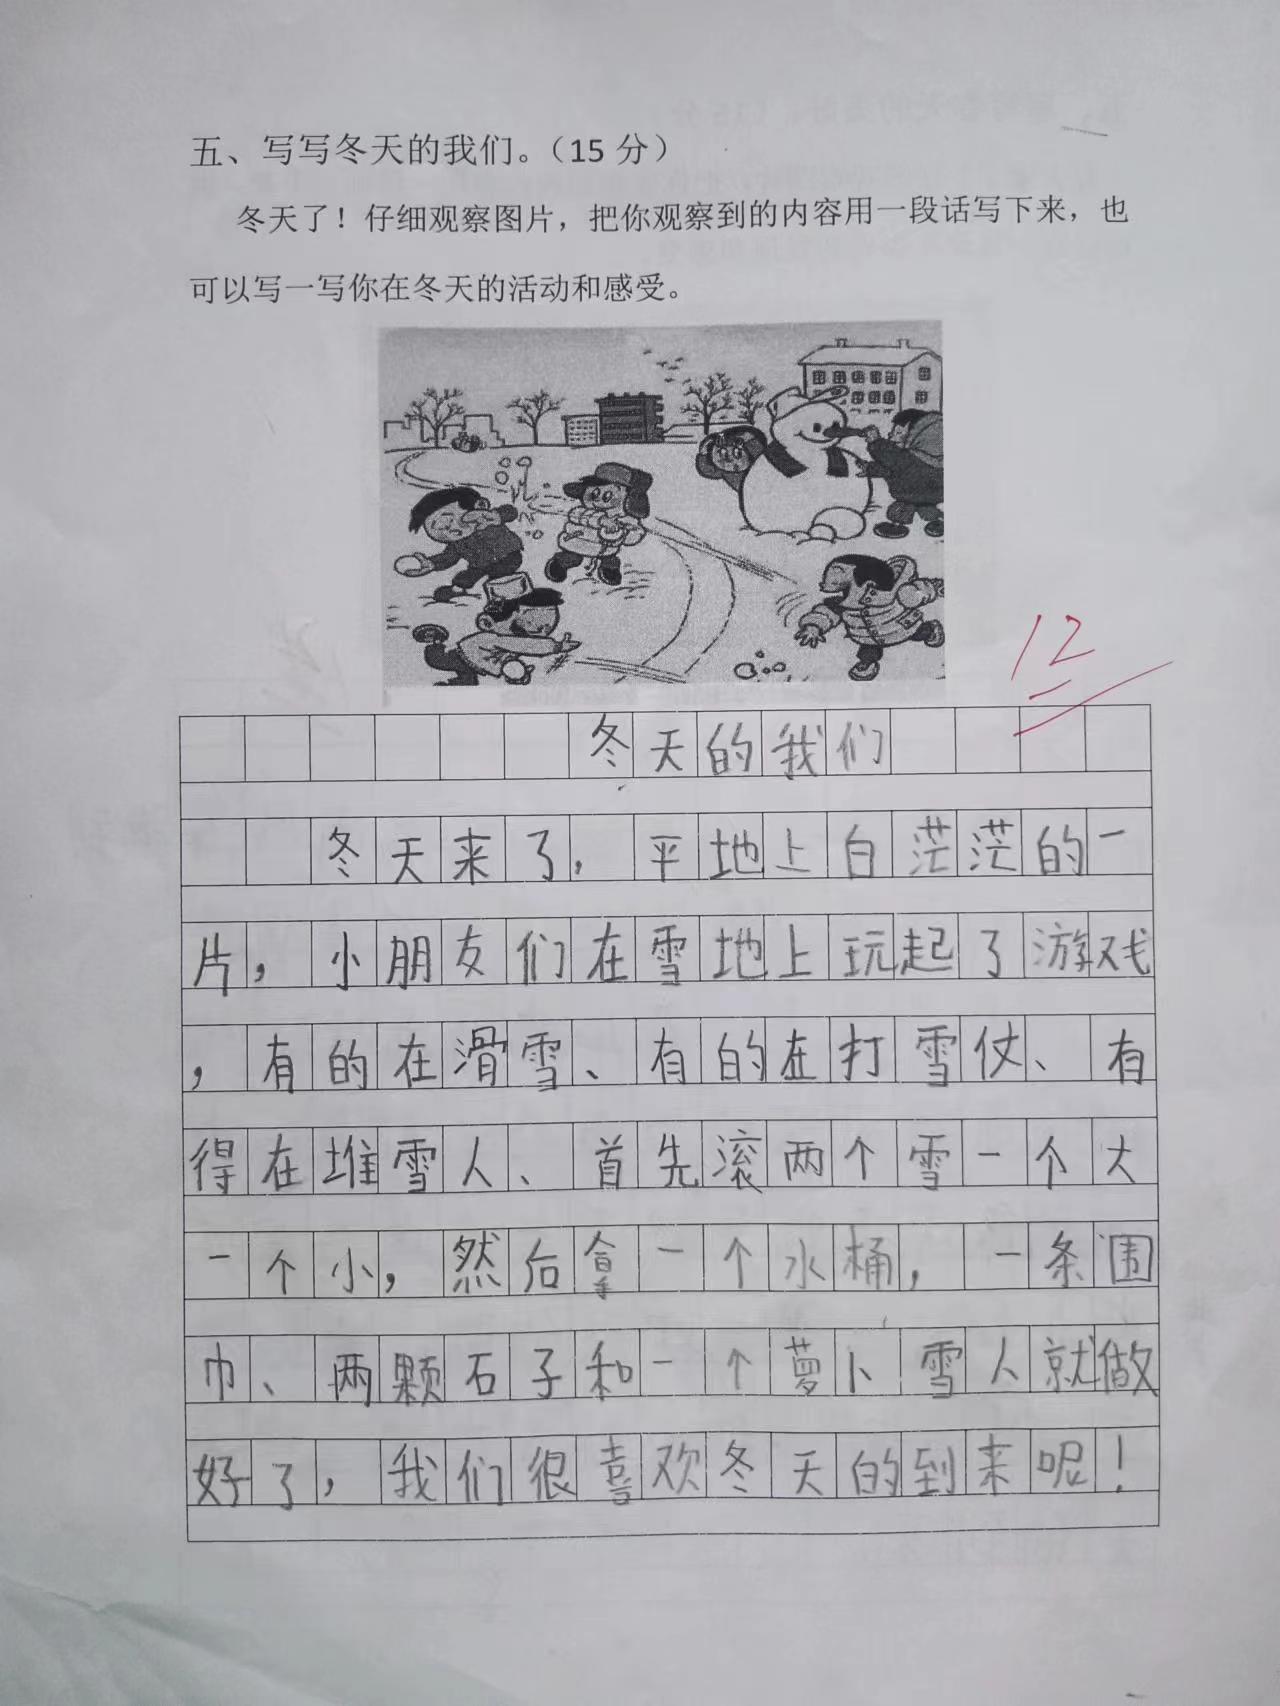 五、写写冬天的我们。（15 分）
冬天了！仔细观察图片，把你观察到的内容用一段话写下来，也
可以写一写你在冬天的活动和感受。
12
冬天的我们
冬天来了，平地上白茫茫的一
片，小朋友们在雪地上玩起了游戏
，有的在滑雪、有的在打雪仗、有
得在堆雪人、首先滚两个雪一个大
一个小，然后拿一个水桶，一条围
巾、两颗石子和一个萝卜雪人就做
好了，我们很喜欢冬天的到来呢！